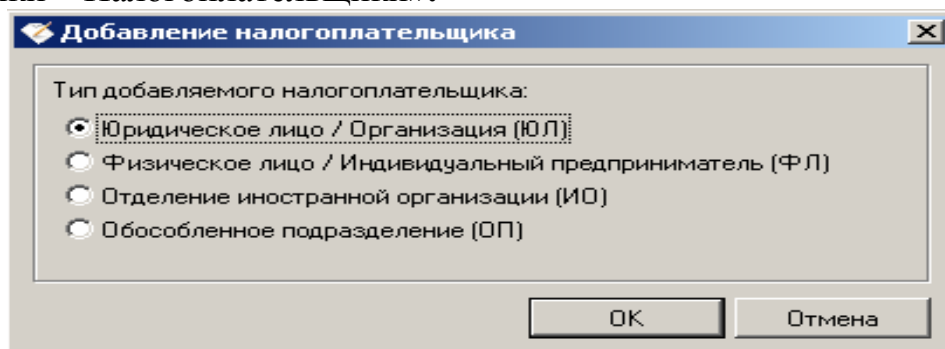 Налогоплательщики
Добавление налогоплательщика
Тип добавляемого налогоплательщика:
Юридическое лицо / Организация (ЮЛ)
Физическое лицо / Индивидуальный предприниматель (ФЛ)
Отделение иностранной организации (ИО)
Обособленное подразделение (ОП)
ОК
Отмена